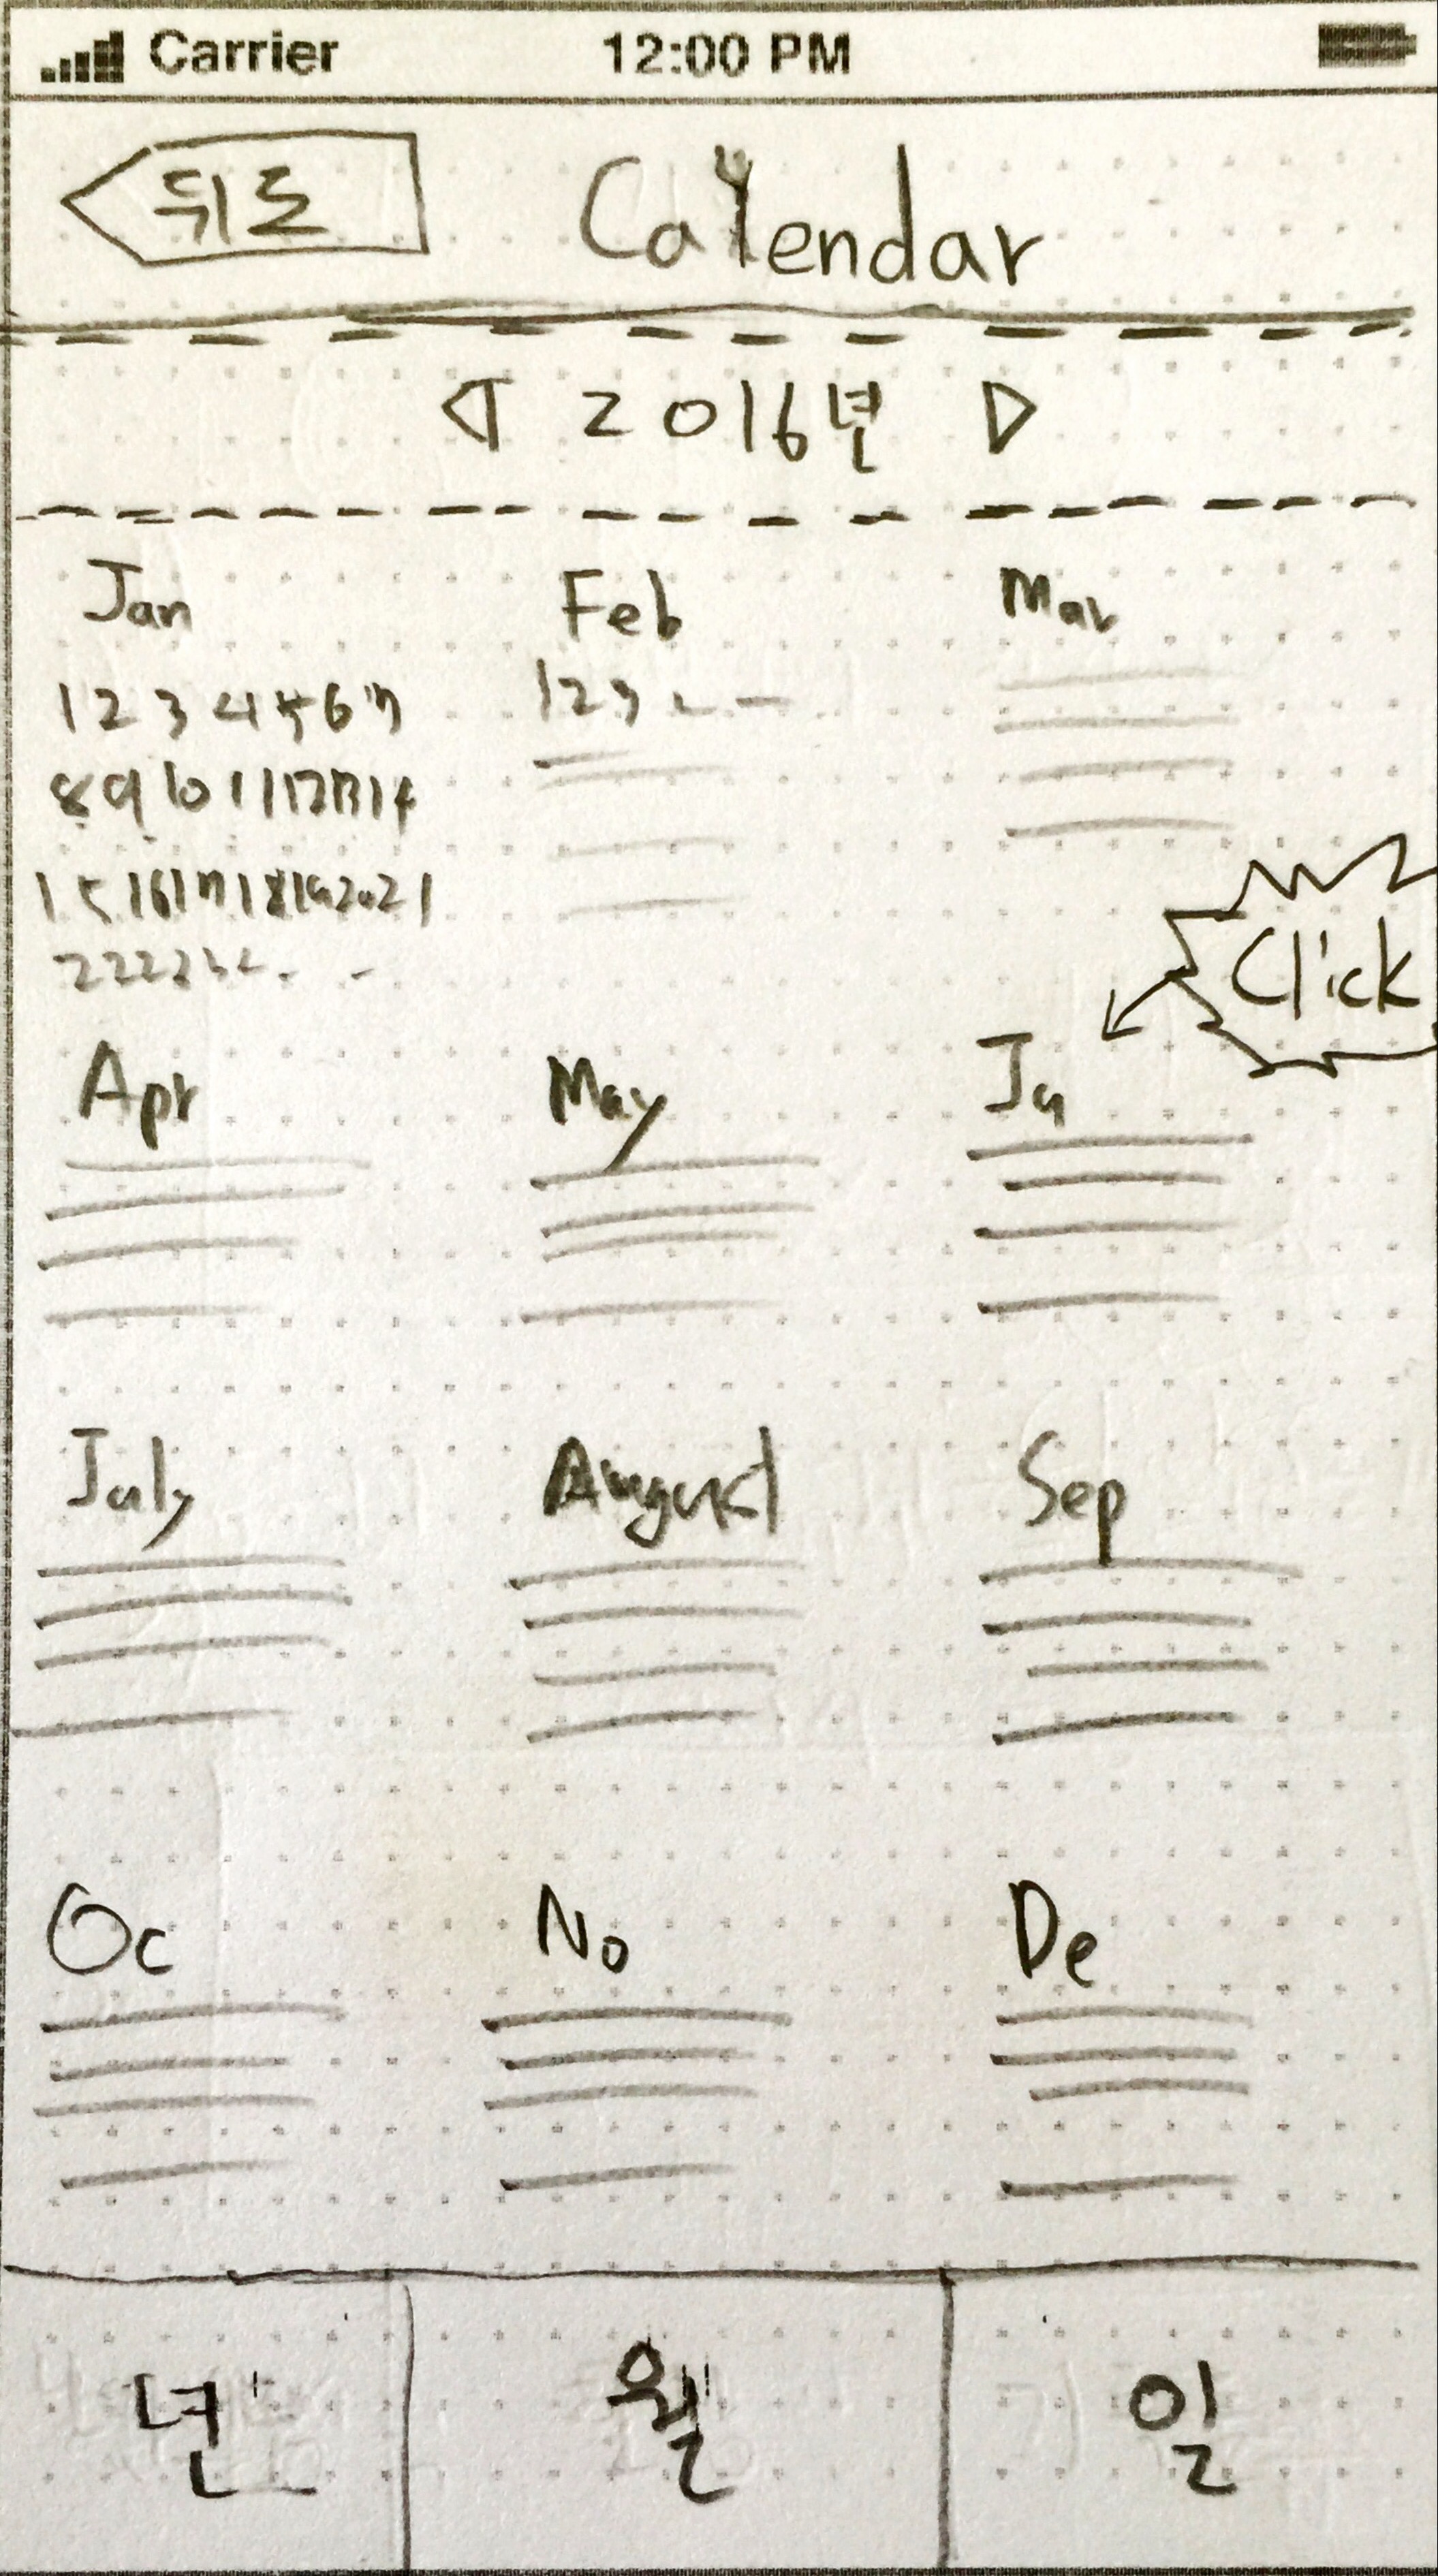 Carrier 12:00 PM
뒤로 Calendar
2016년
Jan Feb Mar
1 2 3 4 5 6 7 1 2 3
8 9 10 11 12 13 14
15 16 17 18 19 20 21
22 22 23
Click
Apr May Ju
July August Sep
Oc No De
년 월 일